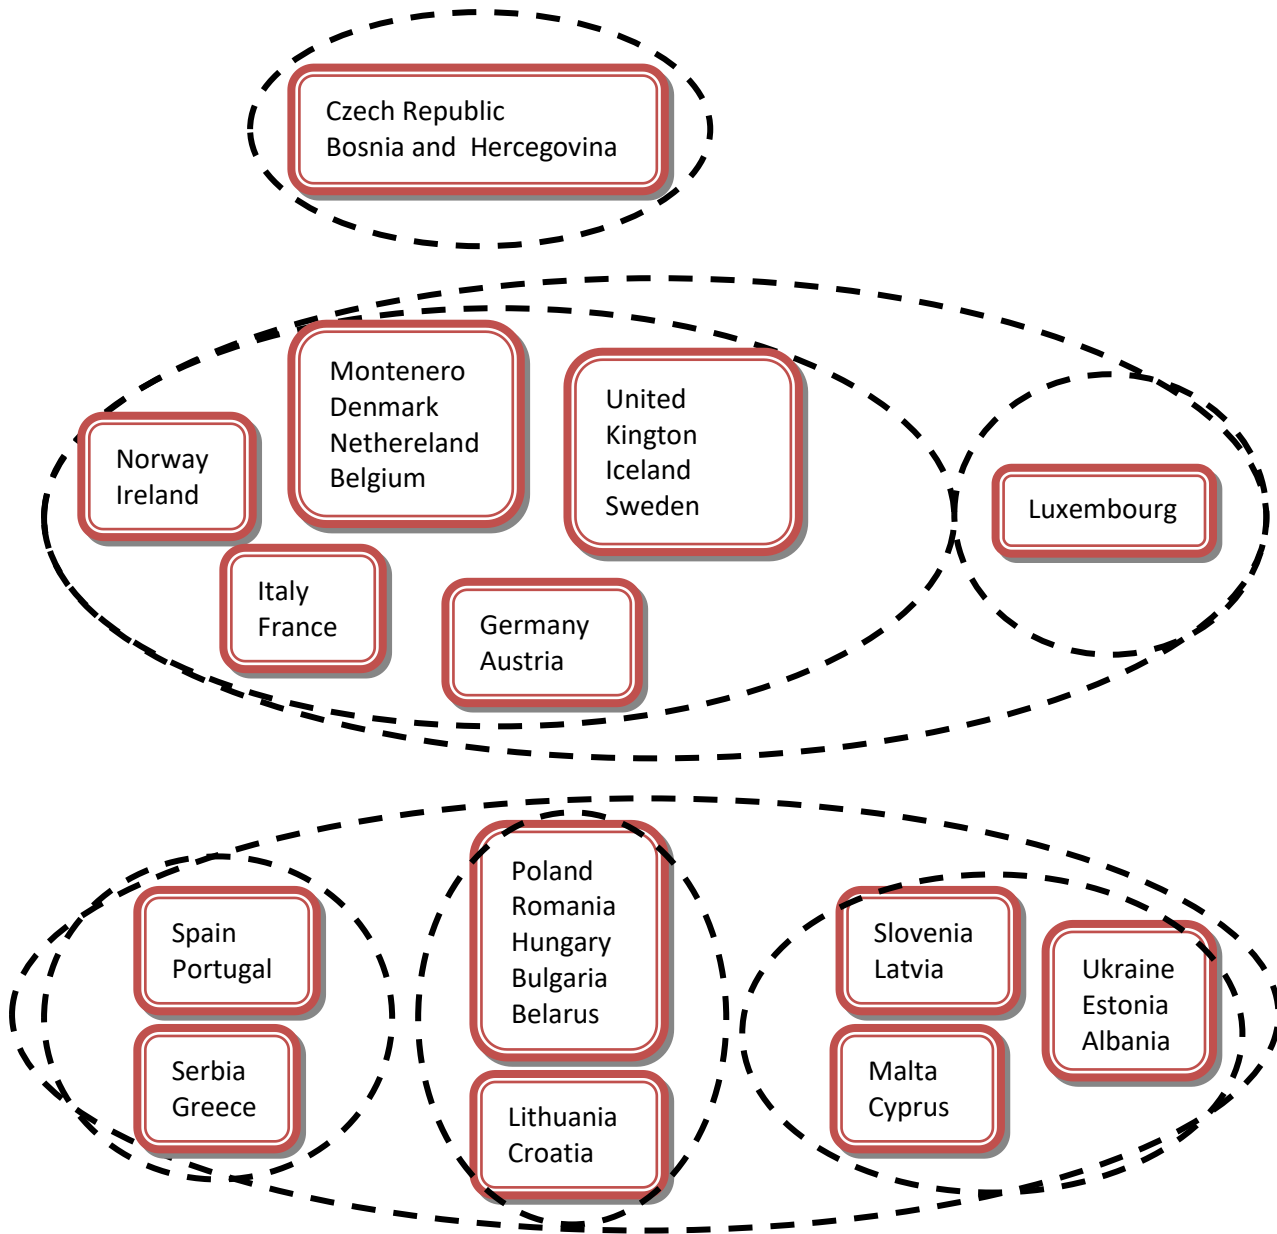 Czech Republic
Bosnia and  Hercegovina
Montenero
Denmark
Nethereland
Belgium
United
Kington
Iceland
Sweden
Norway
Ireland
Luxembourg
Italy
France
Germany
Austria
Spain
Portugal
Serbia
Greece
Poland
Romania
Hungary
Bulgaria
Belarus
Lithuania
Croatia
Slovenia
Latvia
Malta
Cyprus
Ukraine
Estonia
Albania